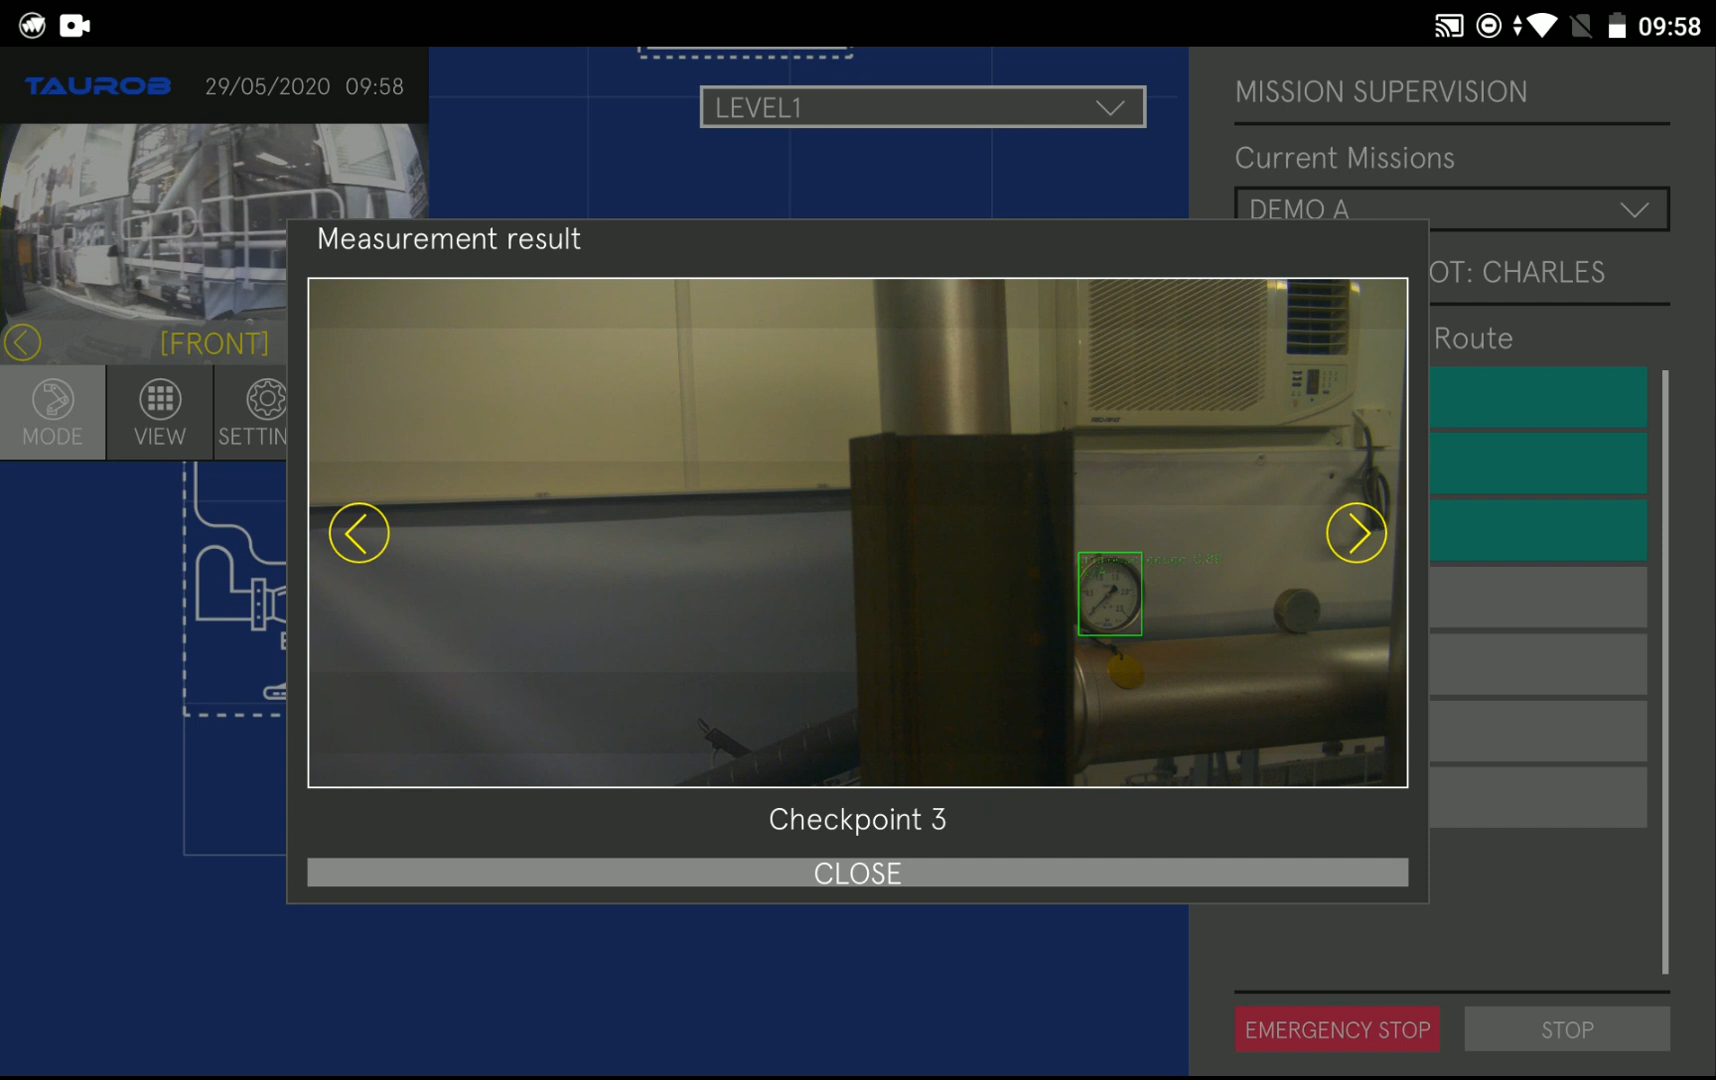 09:58
TAUROB 29/05/2020 09:58
LEVEL1
MISSION SUPERVISION
Current Missions
DEMO A
OT: CHARLES
Route
[FRONT]
MODE
VIEW
SETTIN
Measurement result
Checkpoint 3
CLOSE
EMERGENCY STOP
STOP